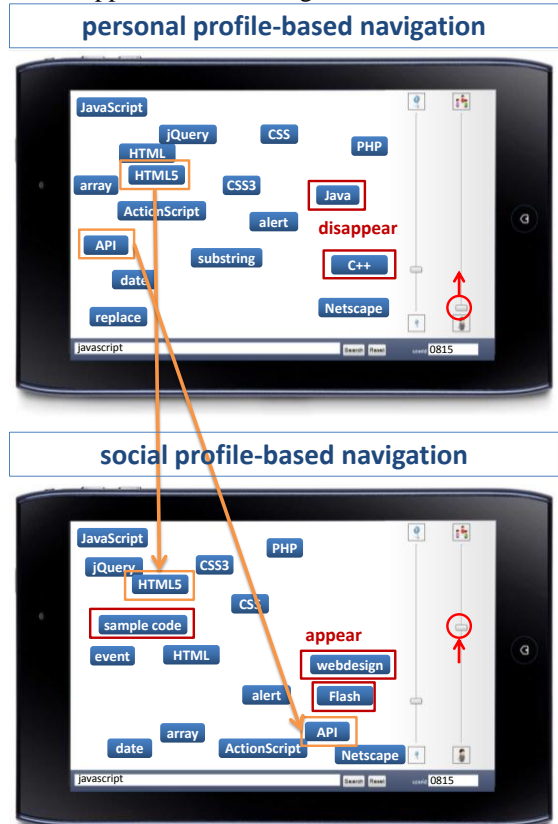 personal profile-based navigation
JavaScript
jQuery
CSS
PHP
HTML
HTML5
array
CSS3
Java
ActionScript
alert
disappear
API
substring
C++
date
Netscape
replace
javascript
Search
Reset
userid
0815
social profile-based navigation
JavaScript
PHP
jQuery
CSS3
HTML5
CSS
sample code
appear
event
HTML
webdesign
alert
Flash
array
API
date
ActionScript
Netscape
javascript
Search
Reset
userid
0815